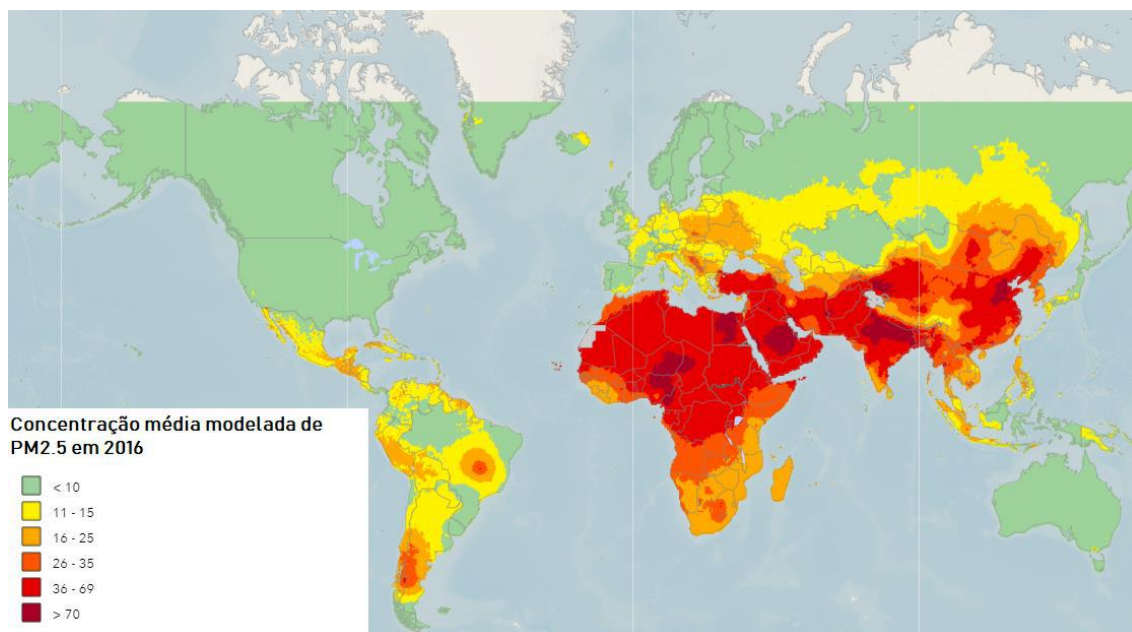 Concentração média modelada de
PM2.5 em 2016
< 10
11 - 15
16 - 25
26 - 35
36 - 69
> 70